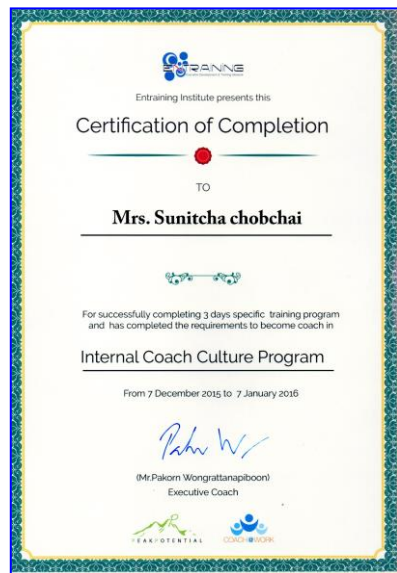 ENTRANINE
Entraining Institute presents this
Certification of Completion
TO
Mrs. Sunitcha chobchai
For successfully completing 3 days specific training program
and has completed the requirements to become coach in
Internal Coach Culture Program
From 7 December 2015 to 7 January 2016
(Mr.Pakorn Wongrattanapiboon)
Executive Coach
PEAKPOTENTIAL
COACH@WORK